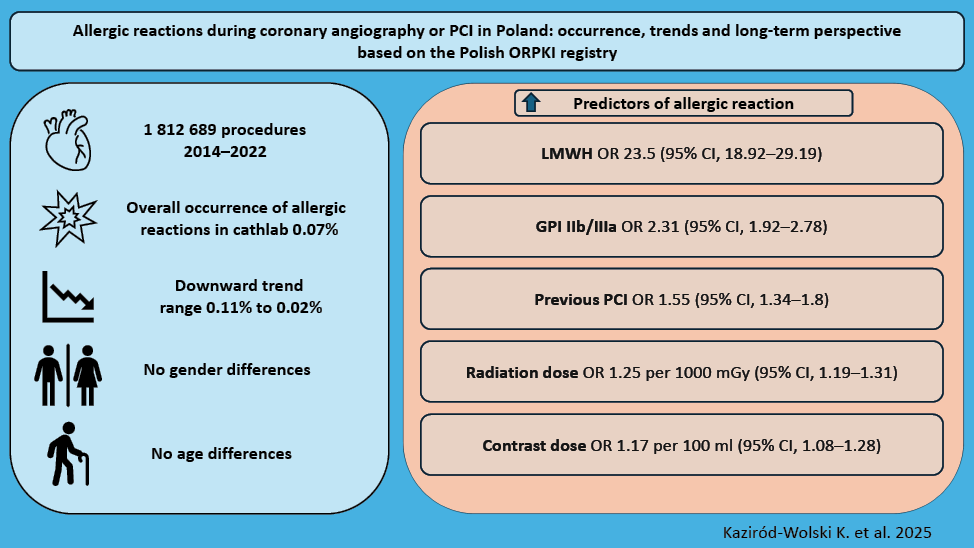 Allergic reactions during coronary angiography or PCI in Poland: occurrence, trends and long-term perspective
based on the Polish ORPKI registry
1 812 689 procedures
2014–2022
Overall occurrence of allergic
reactions in cathlab 0.07%
Downward trend
range 0.11% to 0.02%
No gender differences
No age differences
Predictors of allergic reaction
LMWH OR 23.5 (95% CI, 18.92–29.19)
GPI IIb/IIIa OR 2.31 (95% CI, 1.92–2.78)
Previous PCI OR 1.55 (95% CI, 1.34–1.8)
Radiation dose OR 1.25 per 1000 mGy (95% CI, 1.19–1.31)
Contrast dose OR 1.17 per 100 ml (95% CI, 1.08–1.28)
Kaziród-Wolski K. et al. 2025